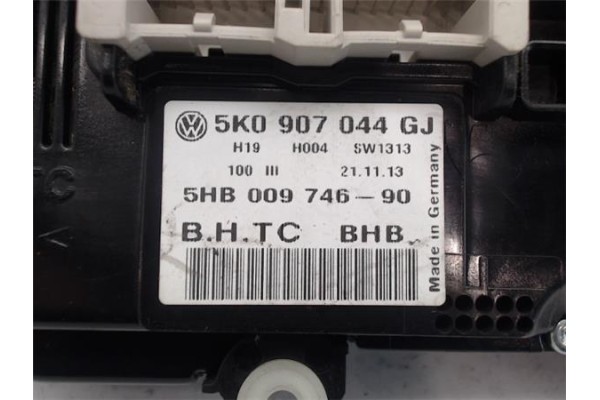 5K0 907 044 GJ
H19 H004 SW1313
100 III 21.11.13
5HB 009 746-90
B.H.TC BHB
Made in Germany